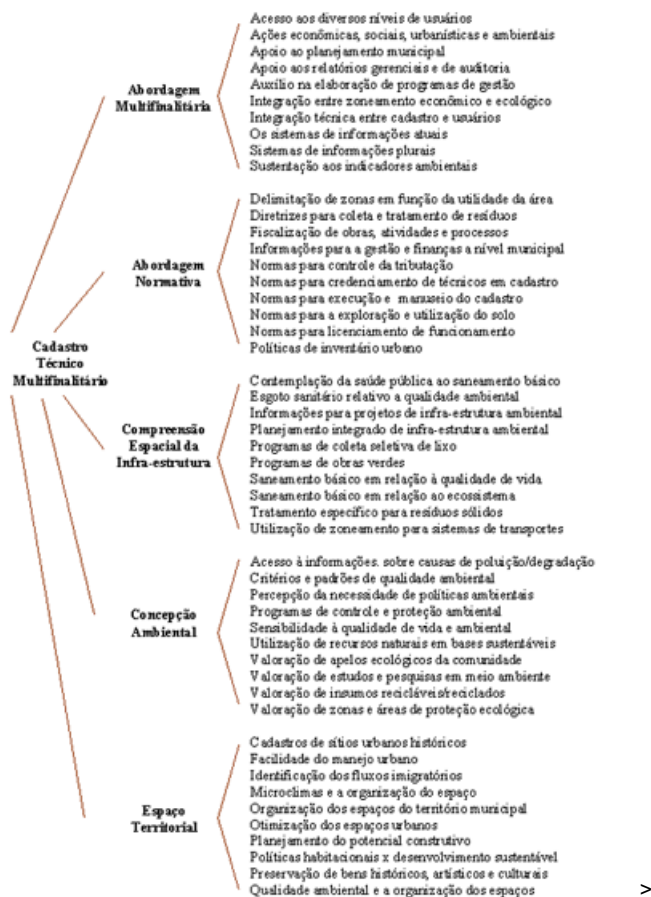 Acesso aos diversos níveis de usuários
Ações econômicas, sociais, urbanísticas e ambientais
Apoio ao planejamento municipal
Apoio aos relatórios gerenciais e de auditoria
Abordagem
Multifinalitária
Auxílio na elaboração de programas de gestão
Integração entre zoneamento econômico e ecológico
Integração técnica entre cadastro e usuários
Os sistemas de informações atuais
Sistemas de informações plurais
Sustentação aos indicadores ambientais
Delimitação de zonas em função da utilidade da área
Diretrizes para coleta e tratamento de resíduos
Fiscalização de obras, atividades e processos
Informações para a gestão e finanças a nível municipal
Abordagem
Normativa
Normas para controle da tributação
Normas para credenciamento de técnicos em cadastro
Normas para execução e manuseio do cadastro
Normas para a exploração e utilização do solo
Normas para licenciamento de funcionamento
Políticas de inventário urbano
Cadastro
Técnico
Multifinalitário
Contemplação da saúde pública ao saneamento básico
Esgoto sanitário relativo a qualidade ambiental
Informações para projetos de infra-estrutura ambiental
Planejamento integrado de infra-estrutura ambiental
Compreensão
Espacial da
Infra-estrutura
Programas de coleta seletiva de lixo
Programas de obras verdes
Saneamento básico em relação à qualidade de vida
Saneamento básico em relação ao ecossistema
Tratamento específico para resíduos sólidos
Utilização de zoneamento para sistemas de transportes
Acesso à informações. sobre causas de poluição/degradação
Critérios e padrões de qualidade ambiental
Percepção da necessidade de políticas ambientais
Programas de controle e proteção ambiental
Concepção
Ambiental
Sensibilidade à qualidade de vida e ambiental
Utilização de recursos naturais em bases sustentáveis
Valoração de apelos ecológicos da comunidade
Valoração de estudos e pesquisas em meio ambiente
Valoração de insumos recicláveis/reciclados
Valoração de zonas e áreas de proteção ecológica
Cadastros de sítios urbanos históricos
Facilidade do manejo urbano
Identificação dos fluxos imigratórios
Microclimas e a organização do espaço
Espaço
Territorial
Organização dos espaços do território municipal
Otimização dos espaços urbanos
Planejamento do potencial construtivo
Políticas habitacionais x desenvolvimento sustentável
Preservação de bens históricos, artísticos e culturais
Qualidade ambiental e a organização dos espaços
>